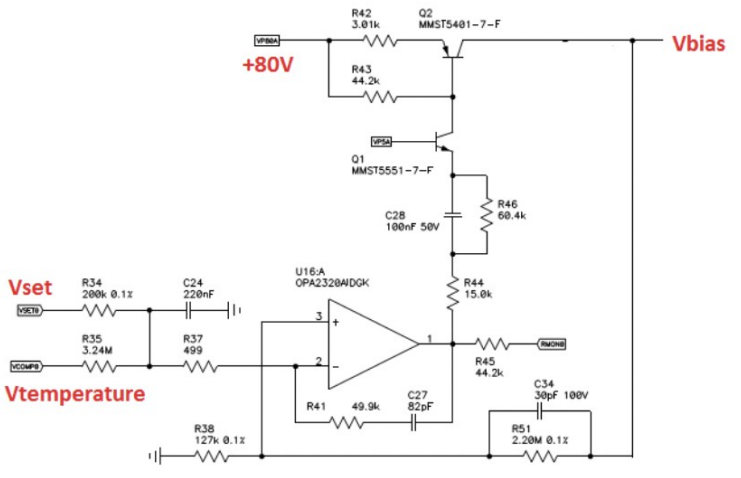 R42
3.01k
Q2
MMST5401-7-F
VP80A
+80V
Vbias
R43
44.2k
VP5A
Q1
MMST5551-7-F
C28
100nF 50V
R46
60.4k
U16:A
OPA2320AIDGK
R44
15.0k
Vset
R34
200k 0.1%
C24
220nF
VSET0
3
+
1
R35
3.24M
R37
499
2
-
RMON0
VCOMP0
R45
44.2k
Vtemperature
R41
49.9k
C27
82pF
C34
30pF 100V
R38
127k 0.1%
R51
2.20M 0.1%